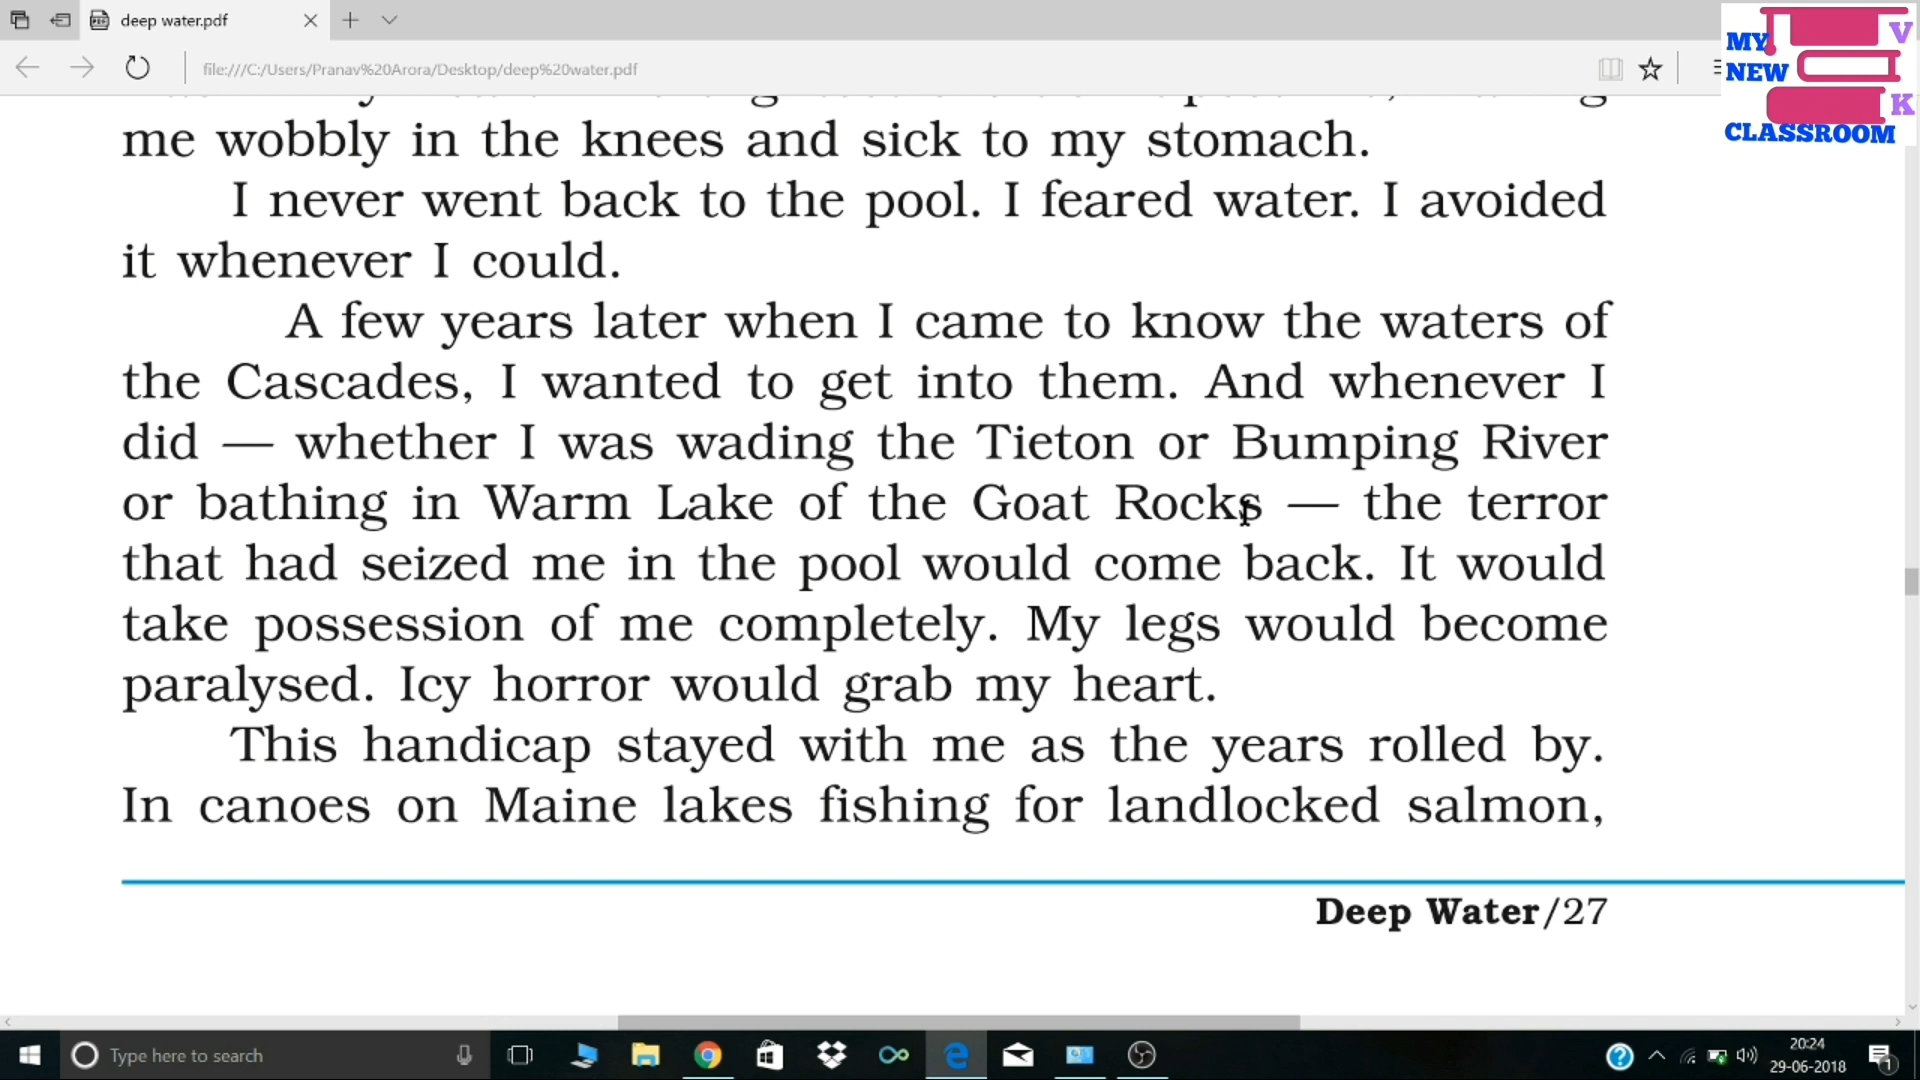 deep water.pdf
file:///C:/Users/Pranav%20Arora/Desktop/deep%20water.pdf
MY V
NEW
K
CLASSROOM
me wobbly in the knees and sick to my stomach.
I never went back to the pool. I feared water. I avoided
it whenever I could.
A few years later when I came to know the waters of
the Cascades, I wanted to get into them. And whenever I
did — whether I was wading the Tieton or Bumping River
or bathing in Warm Lake of the Goat Rocks — the terror
that had seized me in the pool would come back. It would
take possession of me completely. My legs would become
paralysed. Icy horror would grab my heart.
This handicap stayed with me as the years rolled by.
In canoes on Maine lakes fishing for landlocked salmon,
Deep Water/27
Type here to search
20:24
29-06-2018
1